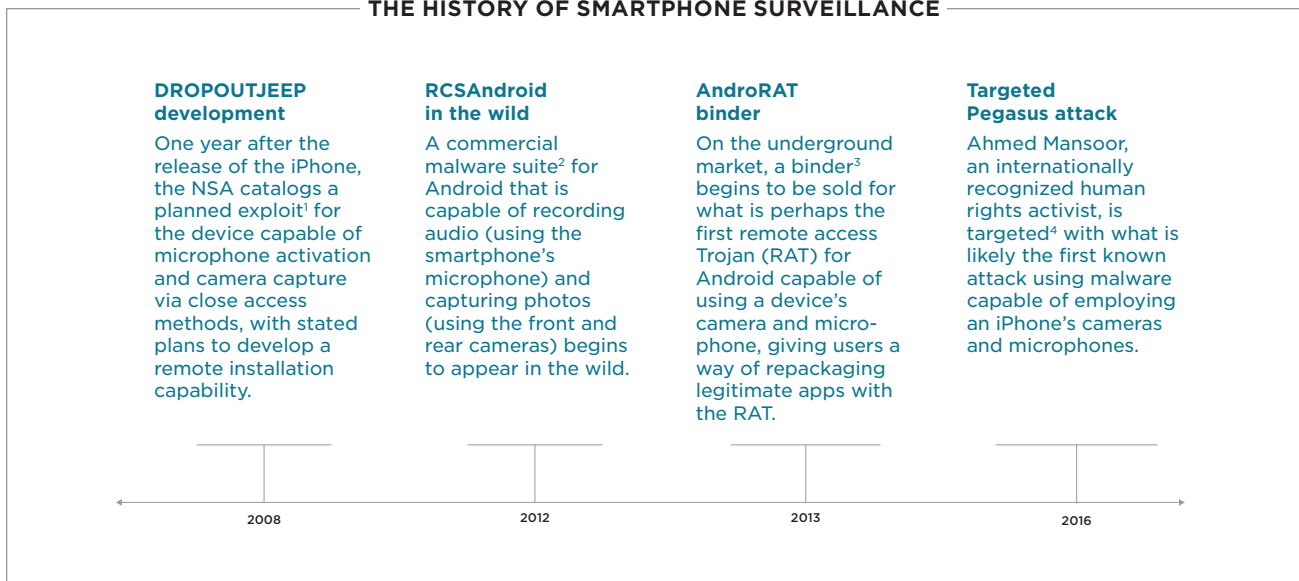 THE HISTORY OF SMARTPHONE SURVEILLANCE
DROPOUTJEEP
development
One year after the
release of the iPhone,
the NSA catalogs a
planned exploit¹ for
the device capable of
microphone activation
and camera capture
via close access
methods, with stated
plans to develop a
remote installation
capability.
RCSAndroid
in the wild
A commercial
malware suite² for
Android that is
capable of recording
audio (using the
smartphone’s
microphone) and
capturing photos
(using the front and
rear cameras) begins
to appear in the wild.
AndroRAT
binder
On the underground
market, a binder³
begins to be sold for
what is perhaps the
first remote access
Trojan (RAT) for
Android capable of
using a device’s
camera and micro-
phone, giving users a
way of repackaging
legitimate apps with
the RAT.
Targeted
Pegasus attack
Ahmed Mansoor,
an internationally
recognized human
rights activist, is
targeted⁴ with what is
likely the first known
attack using malware
capable of employing
an iPhone’s cameras
and microphones.
2008
2012
2013
2016